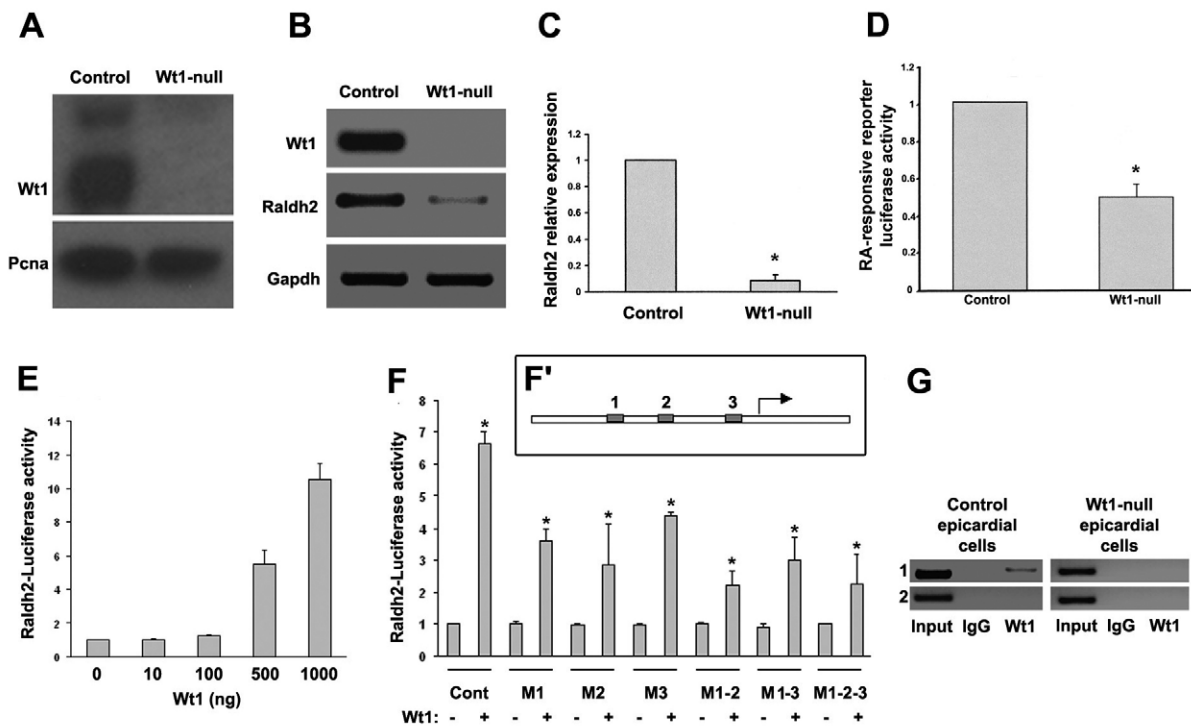 A
Control Wt1-null
Wt1
Pcna
B
Control Wt1-null
Wt1
Raldh2
Gapdh
C
Raldh2 relative expression
1.2
1
0.8
0.6
0.4
0.2
0
*
Control Wt1-null
D
RA-responsive reporter
luciferase activity
1.2
1
0.8
0.6
0.4
0.2
0
*
Control Wt1-null
E
Raldh2-Luciferase activity
14
12
10
8
6
4
2
0
0 10 100 500 1000
Wt1 (ng)
F
Raldh2-Luciferase activity
8
7
6
5
4
3
2
1
0
* * * * * * *
Cont M1 M2 M3 M1-2 M1-3 M1-2-3
Wt1: - + - + - + - + - + - + - +
F'
1 2 3
G
Control
epicardial
cells
Wt1-null
epicardial
cells
1
2
Input IgG Wt1 Input IgG Wt1